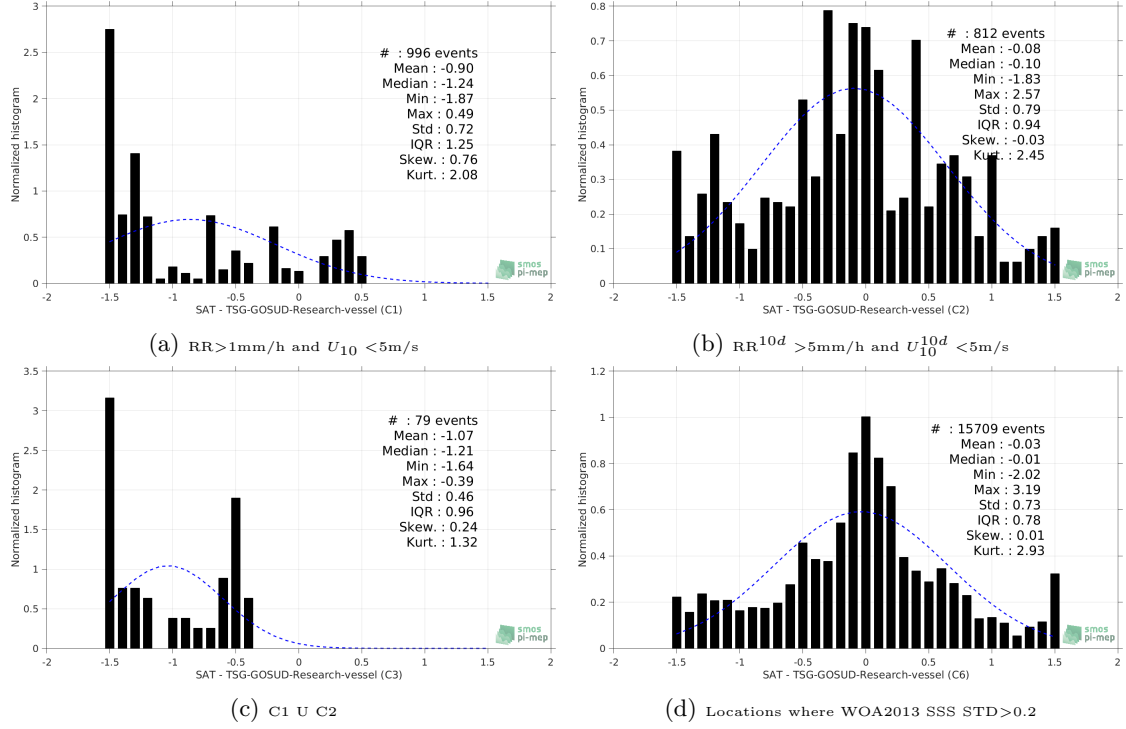 3
2.5
2
1.5
1
0.5
0
Normalized histogram
# : 996 events
Mean : -0.90
Median : -1.24
Min : -1.87
Max : 0.49
Std : 0.72
IQR : 1.25
Skew. : 0.76
Kurt. : 2.08
smos
pi-mep
-2 -1.5 -1 -0.5 0 0.5 1 1.5 2
SAT - TSG-GOSUD-Research-vessel (C1)
(a) RR>1mm/h and U10 <5m/s
0.8
0.7
0.6
0.5
0.4
0.3
0.2
0.1
0
Normalized histogram
# : 812 events
Mean : -0.08
Median : -0.10
Min : -1.83
Max : 2.57
Std : 0.79
IQR : 0.94
Skew. : -0.03
Kurt. : 2.45
smos
pi-mep
-2 -1.5 -1 -0.5 0 0.5 1 1.5 2
SAT - TSG-GOSUD-Research-vessel (C2)
(b) RR^10d >5mm/h and U10^10d <5m/s
3.5
3
2.5
2
1.5
1
0.5
0
Normalized histogram
# : 79 events
Mean : -1.07
Median : -1.21
Min : -1.64
Max : -0.39
Std : 0.46
IQR : 0.96
Skew. : 0.24
Kurt. : 1.32
smos
pi-mep
-2 -1.5 -1 -0.5 0 0.5 1 1.5 2
SAT - TSG-GOSUD-Research-vessel (C3)
(c) C1 U C2
1.2
1
0.8
0.6
0.4
0.2
0
Normalized histogram
# : 15709 events
Mean : -0.03
Median : -0.01
Min : -2.02
Max : 3.19
Std : 0.73
IQR : 0.78
Skew. : 0.01
Kurt. : 2.93
smos
pi-mep
-2 -1.5 -1 -0.5 0 0.5 1 1.5 2
SAT - TSG-GOSUD-Research-vessel (C6)
(d) Locations where WOA2013 SSS STD>0.2